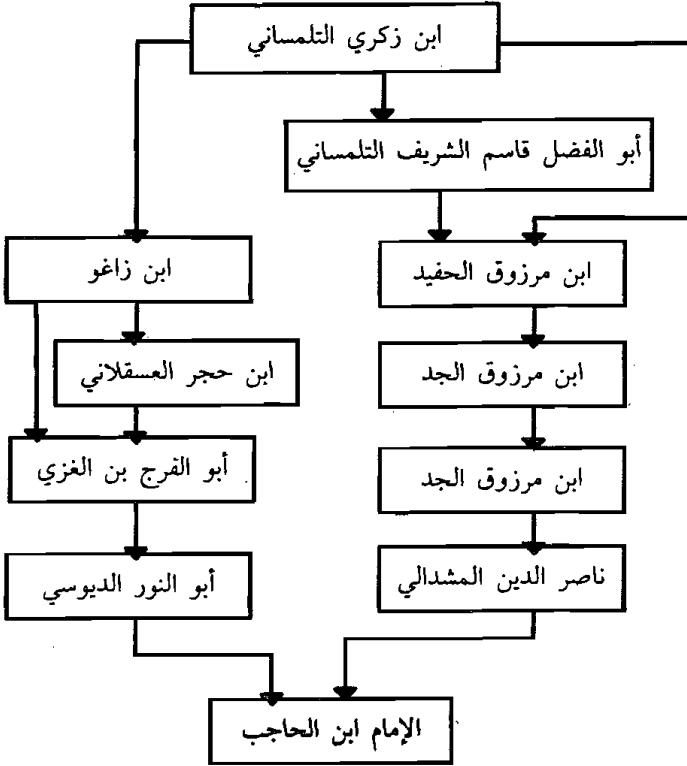 ابن زكري التلمساني
أبو الفضل قاسم الشريف التلمساني
ابن مرزوق الحفيد
ابن زاغو
ابن مرزوق الجد
ابن حجر العسقلاني
ابن مرزوق الجد
أبو الفرج بن الغزي
ناصر الدين المشدالي
أبو النور الديوسي
الإمام ابن الحاجب